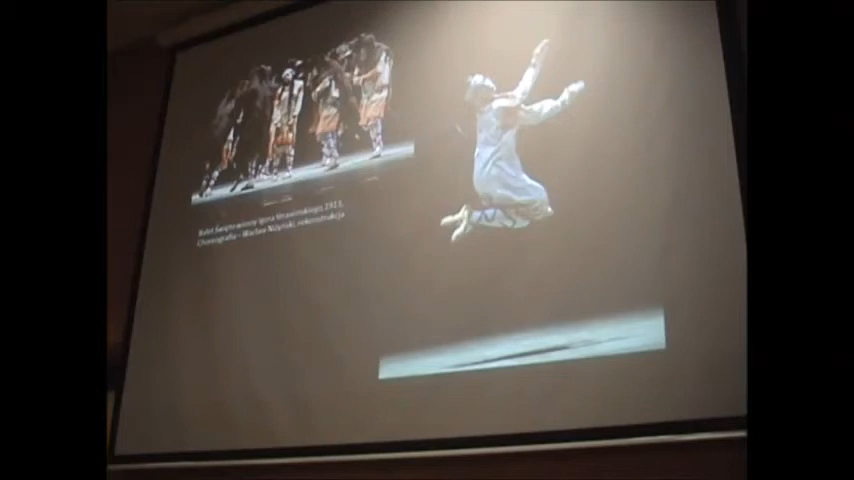 Balet Święto wiosny Igora Strawińskiego, 1913,
Choreografia – Wacław Niżyński, rekonstrukcja